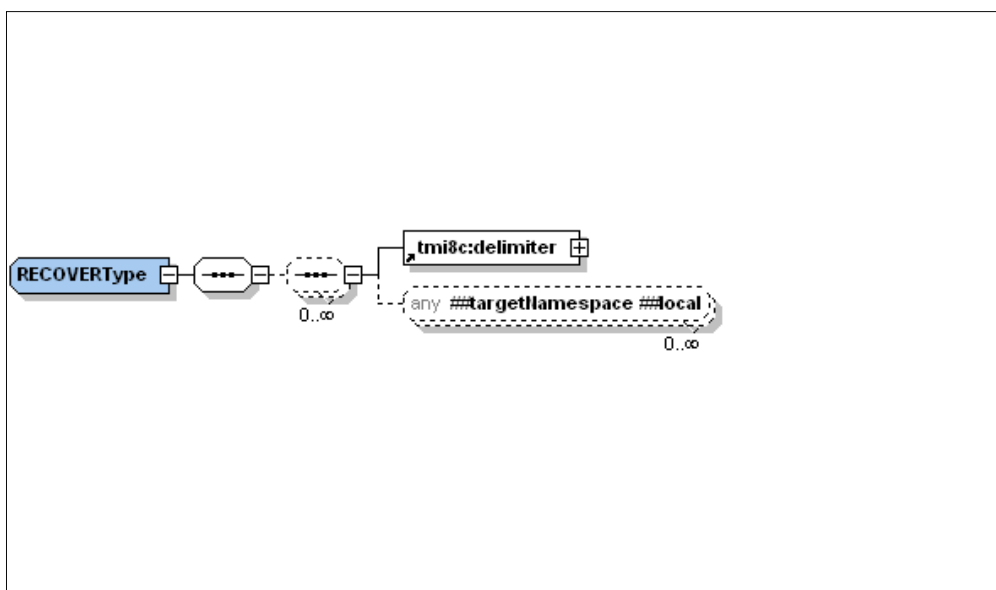 tmi8c:delimiter
RECOVERType
any ##targetNamespace ##local
0..∞
0..∞